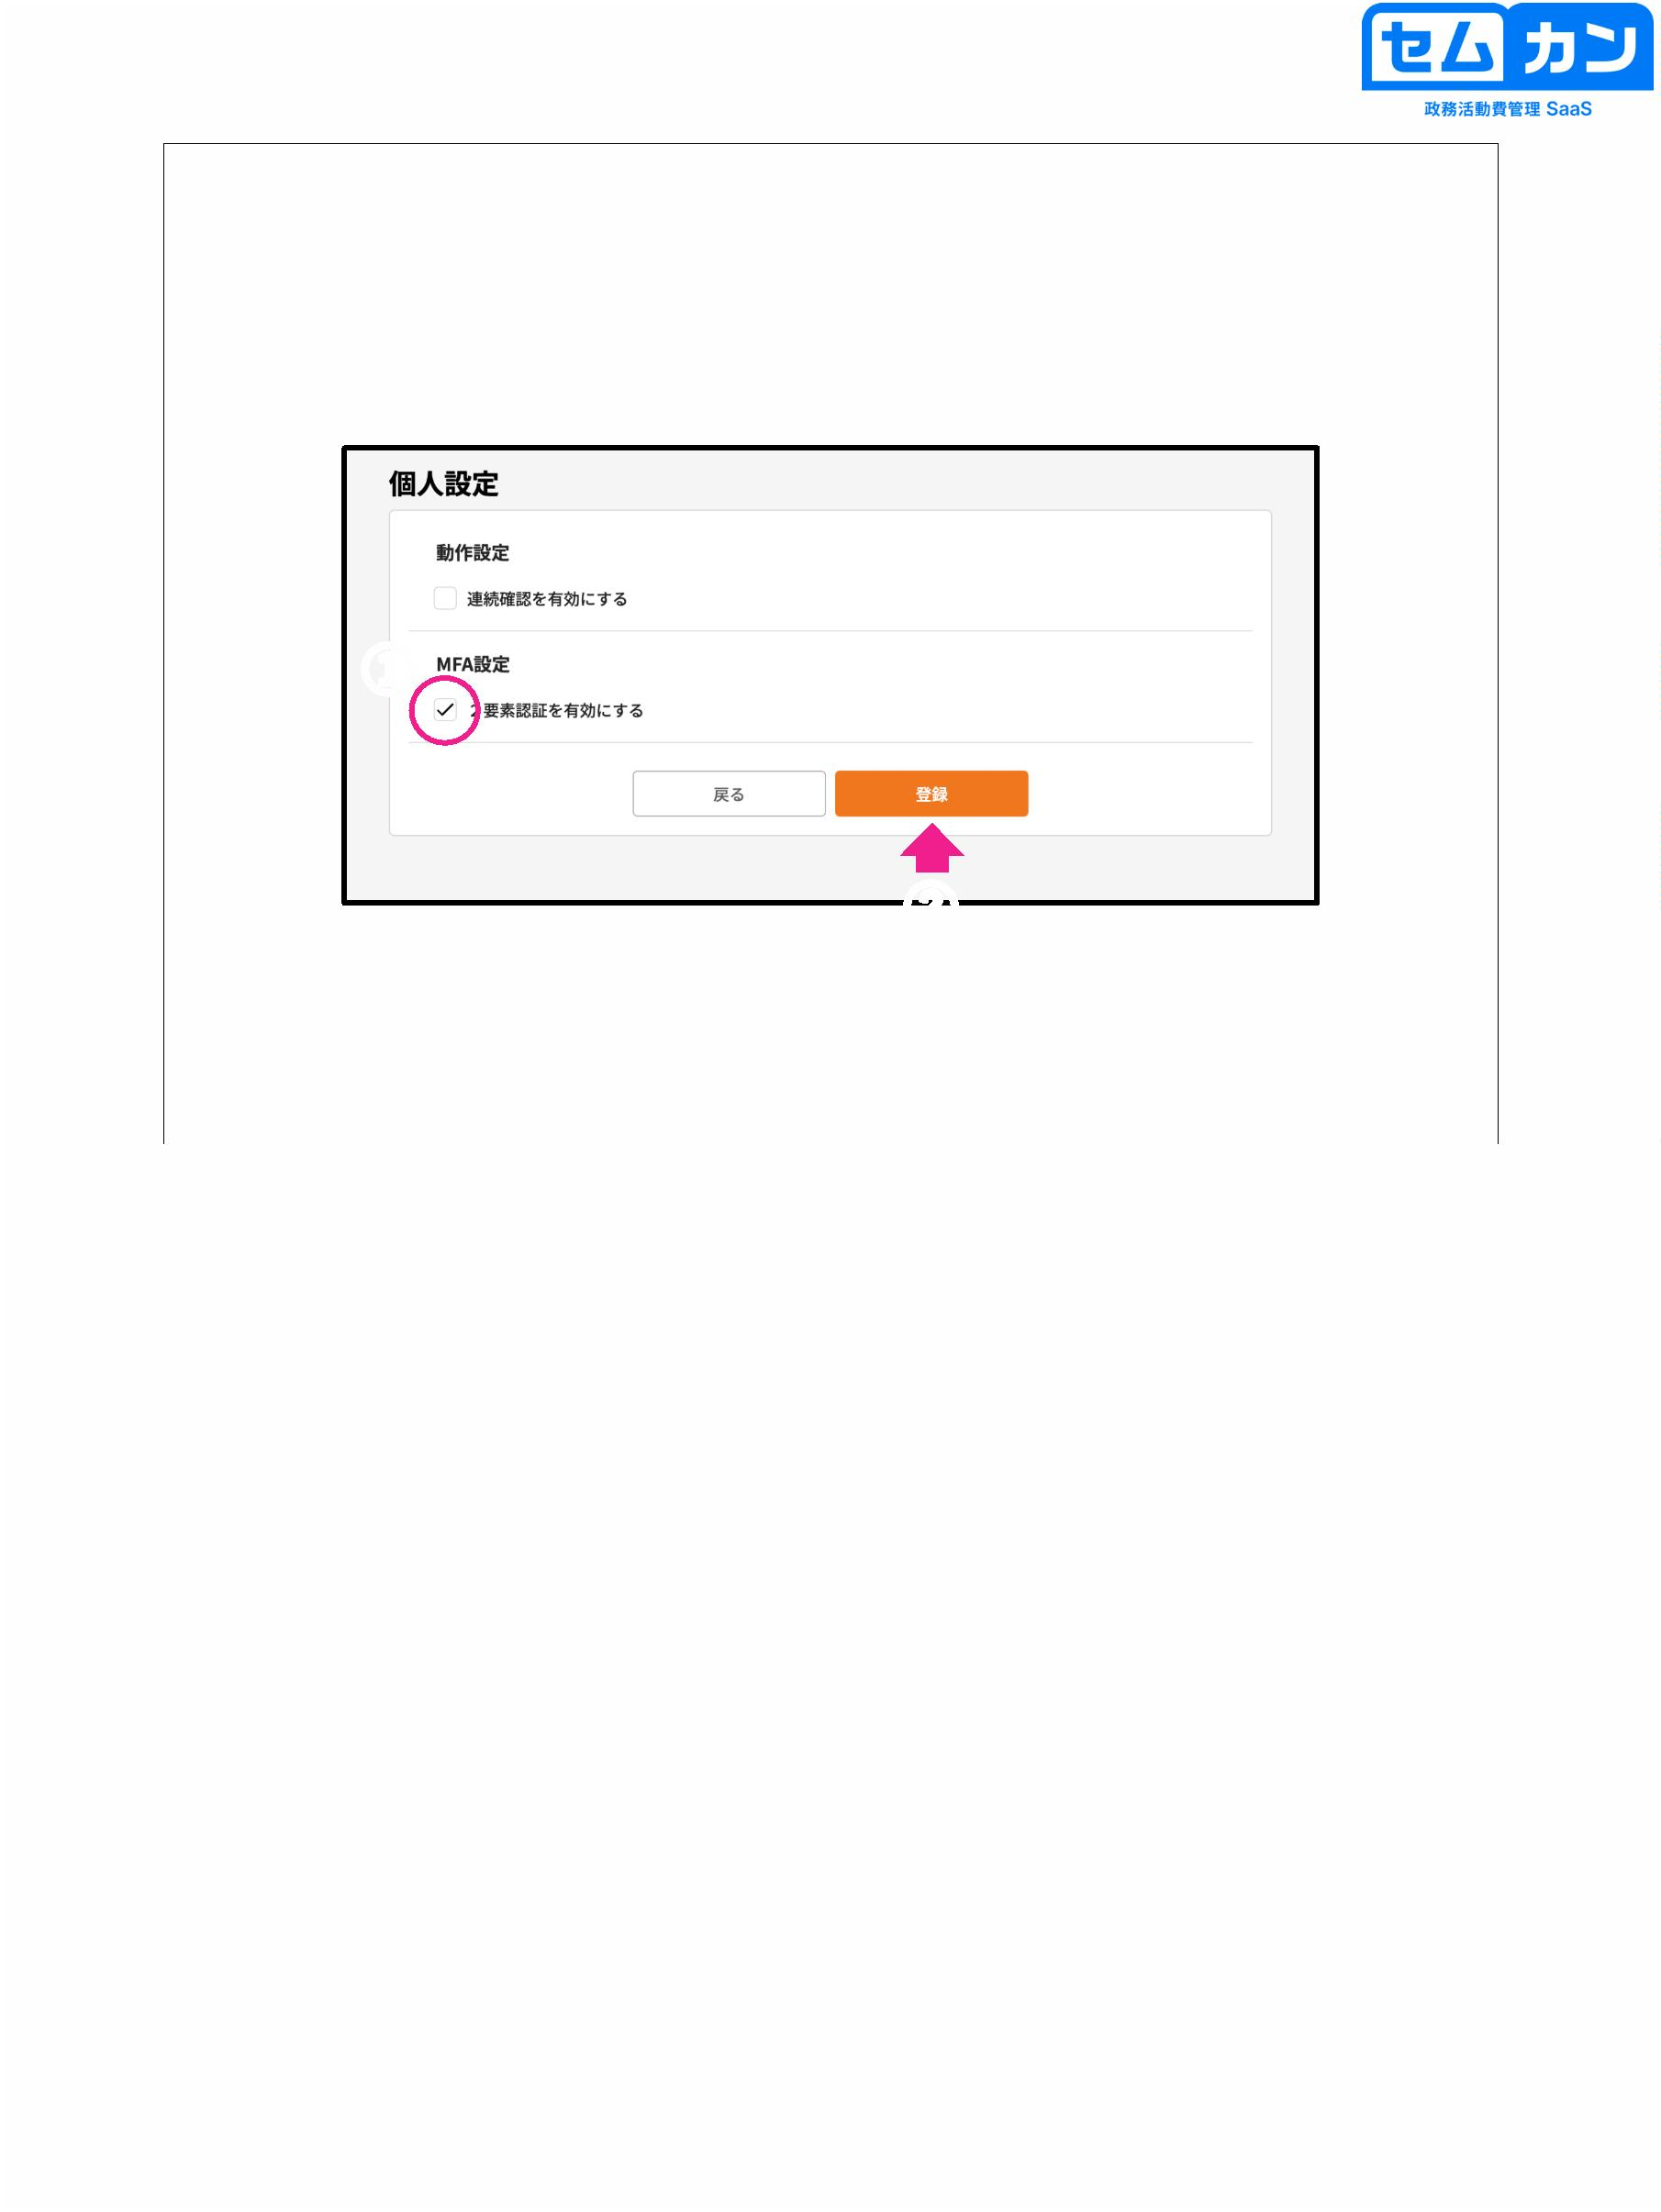 セムカン
政務活動費管理 SaaS
個人設定
動作設定
連続確認を有効にする
①
MFA設定
2要素認証を有効にする
戻る
登録